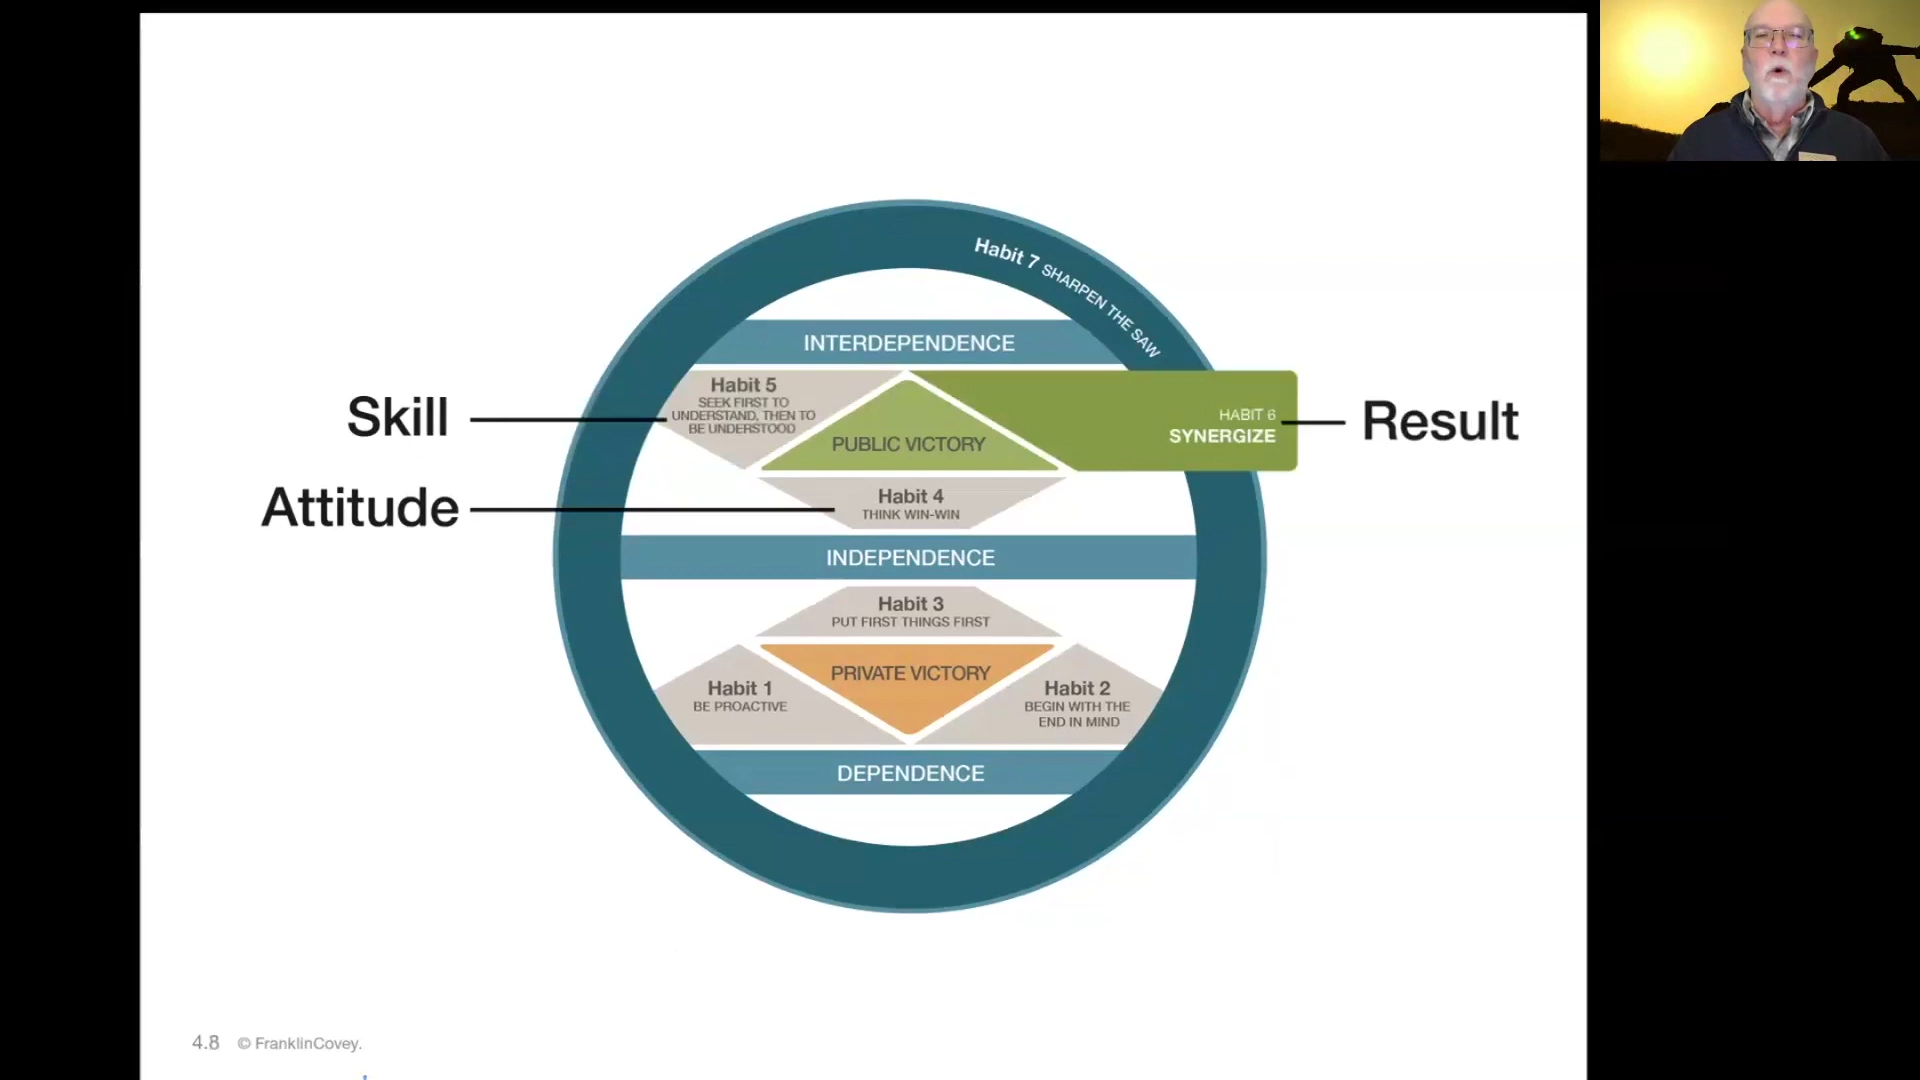 Habit 7 SHARPEN THE SAW
INTERDEPENDENCE
Skill
Habit 5
SEEK FIRST TO
UNDERSTAND, THEN TO
BE UNDERSTOOD
PUBLIC VICTORY
HABIT 6
SYNERGIZE
Result
Attitude
Habit 4
THINK WIN-WIN
INDEPENDENCE
Habit 3
PUT FIRST THINGS FIRST
PRIVATE VICTORY
Habit 1
BE PROACTIVE
Habit 2
BEGIN WITH THE
END IN MIND
DEPENDENCE
4.8 © FranklinCovey.